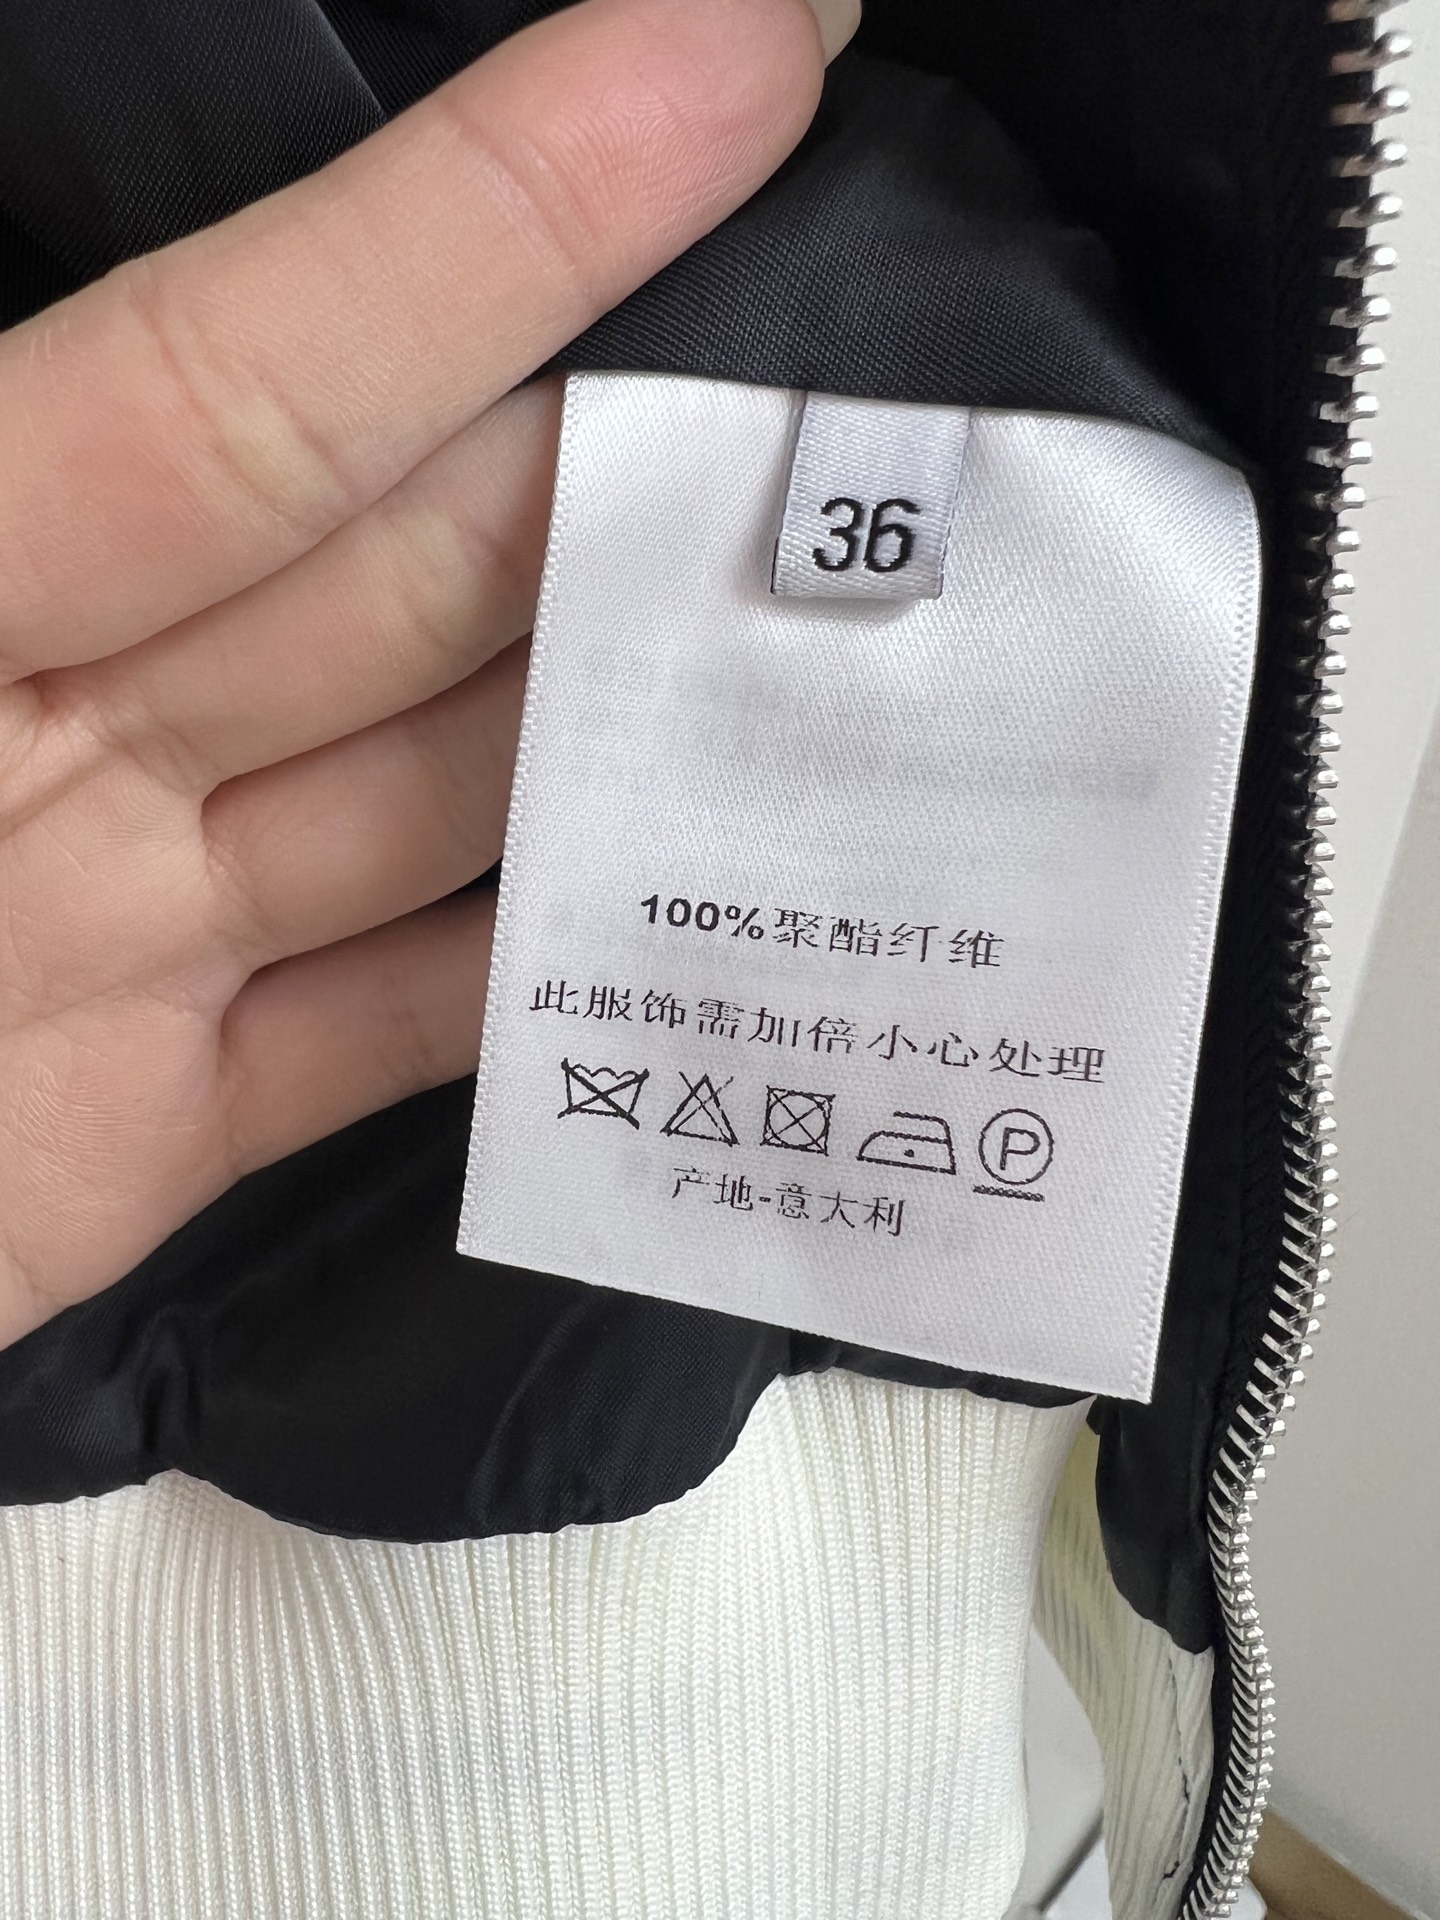 36
100%聚酯纤维
此服饰需加倍小心处理
P
产地-意大利